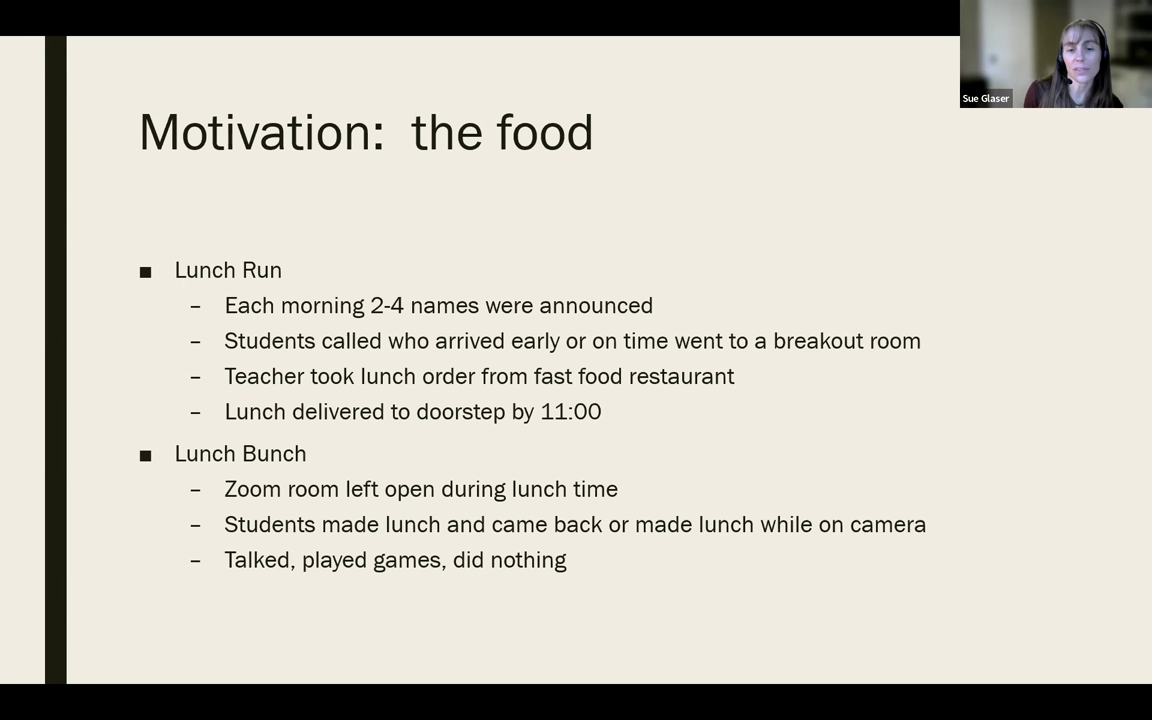 Sue Glaser
Motivation:  the food
■ Lunch Run
– Each morning 2-4 names were announced
– Students called who arrived early or on time went to a breakout room
– Teacher took lunch order from fast food restaurant
– Lunch delivered to doorstep by 11:00
■ Lunch Bunch
– Zoom room left open during lunch time
– Students made lunch and came back or made lunch while on camera
– Talked, played games, did nothing